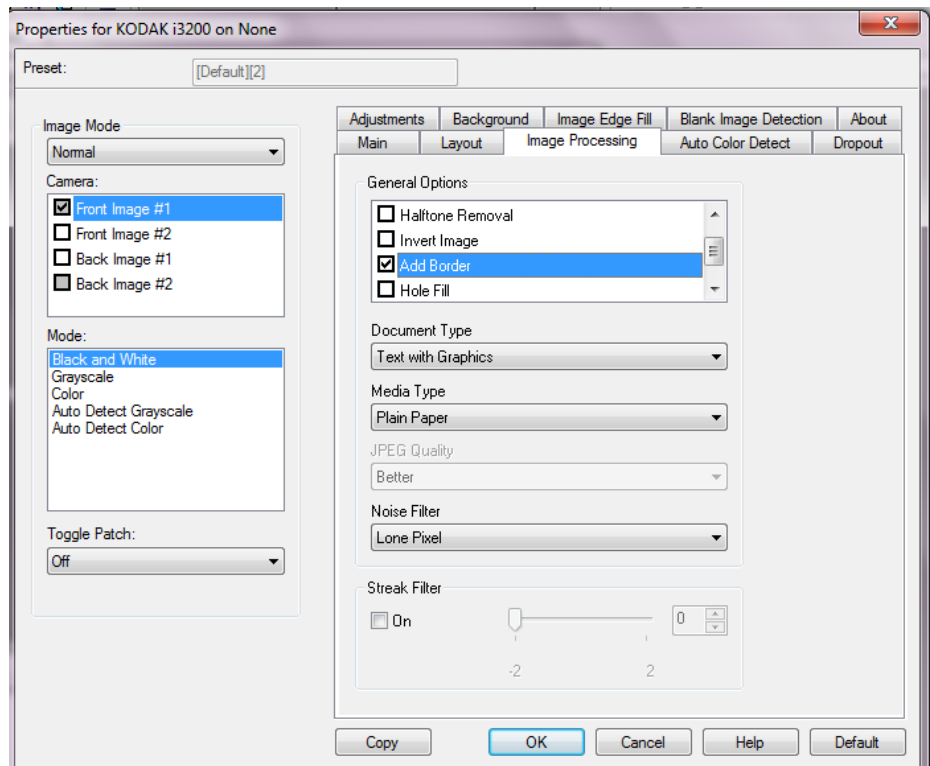 Properties for KODAK i3200 on None
Preset:
[Default][2]
Image Mode
Normal
Camera:
Front Image #1
Front Image #2
Back Image #1
Back Image #2
Mode:
Black and White
Grayscale
Color
Auto Detect Grayscale
Auto Detect Color
Toggle Patch:
Off
Adjustments Background Image Edge Fill Blank Image Detection About
Main Layout Image Processing Auto Color Detect Dropout
General Options
Halftone Removal
Invert Image
Add Border
Hole Fill
Document Type
Text with Graphics
Media Type
Plain Paper
JPEG Quality
Better
Noise Filter
Lone Pixel
Streak Filter
On
0
-2 2
Copy OK Cancel Help Default